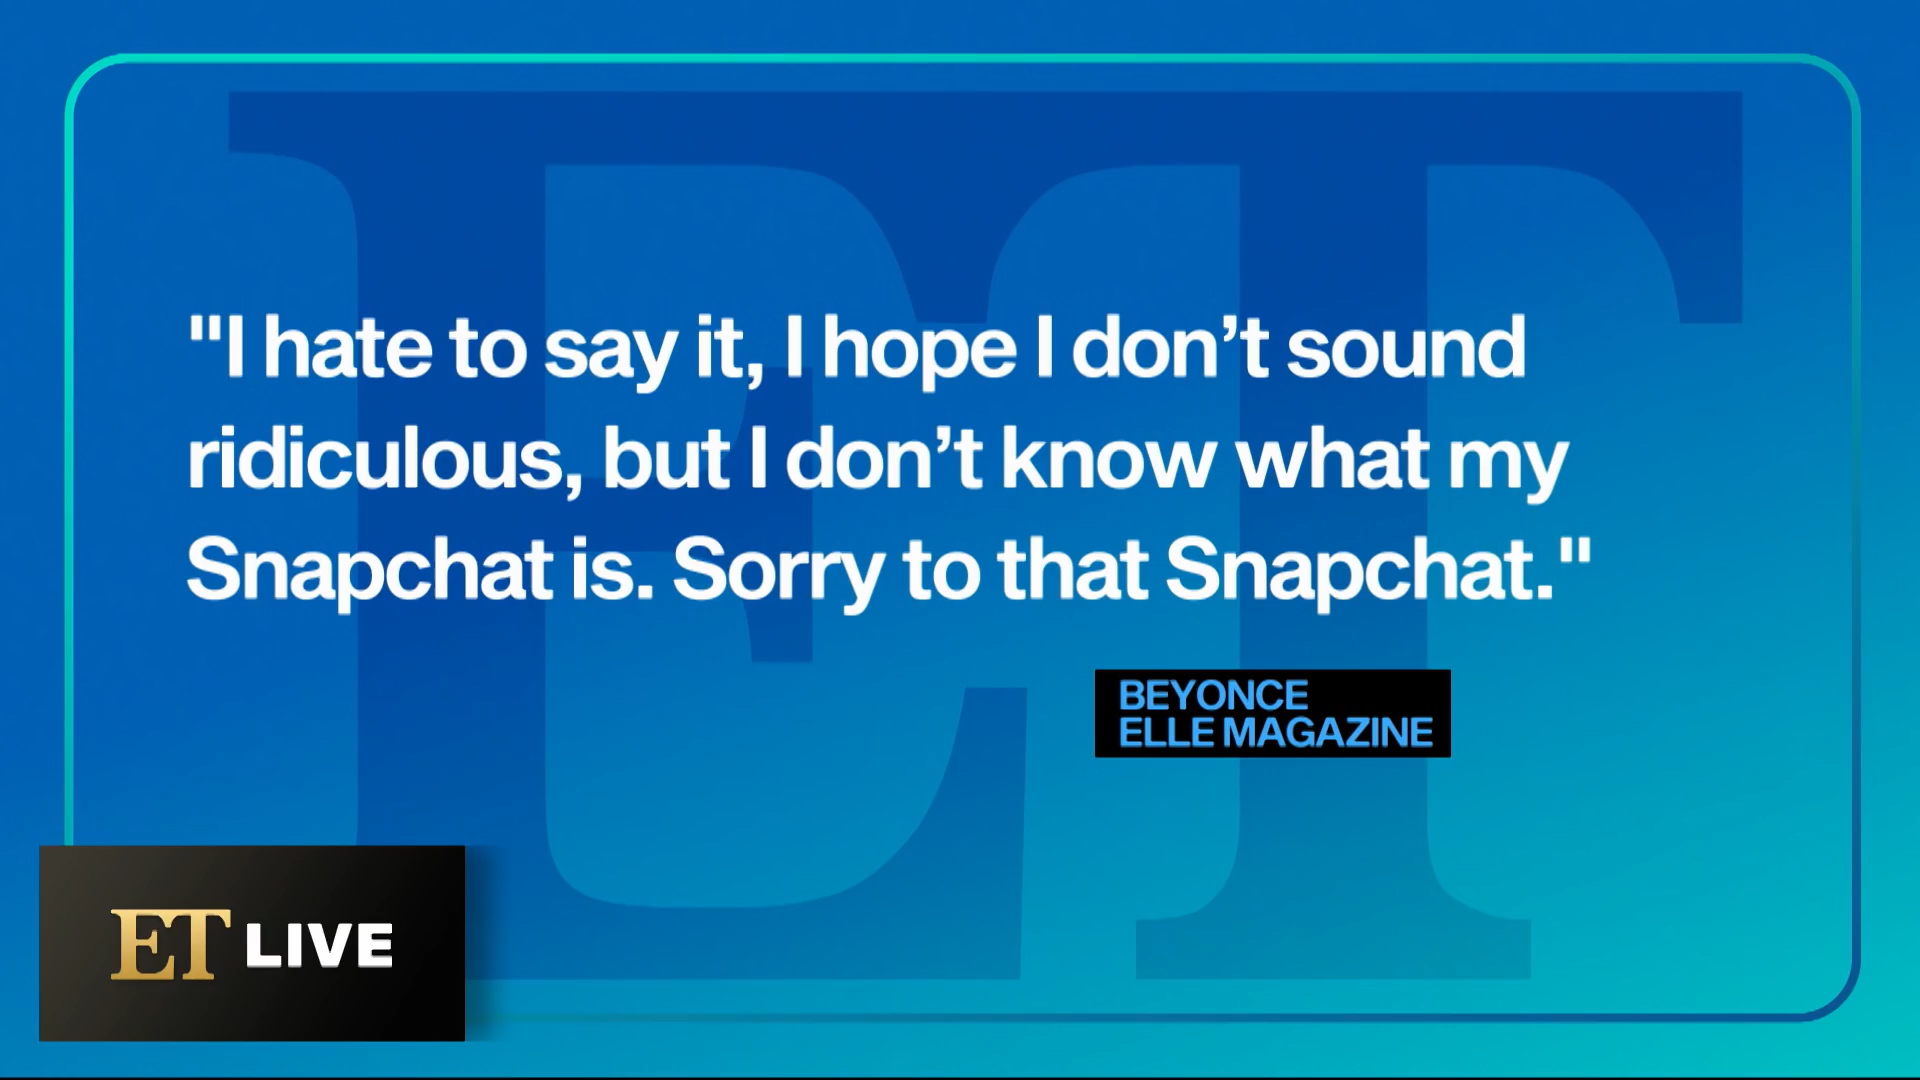 "I hate to say it, I hope I don’t sound
ridiculous, but I don’t know what my
Snapchat is. Sorry to that Snapchat."
BEYONCE
ELLE MAGAZINE
ET LIVE
ET